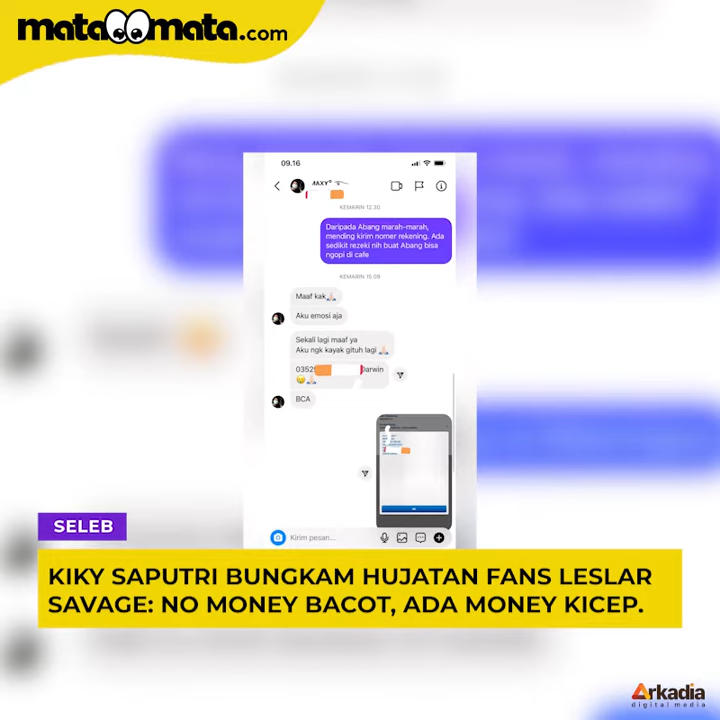 mata mata.com
09.16
KEMARIN 12.30
Daripada Abang marah-marah,
mending kirim nomer rekening. Ada
sedikit rezeki nih buat Abang bisa
ngopi di cafe
KEMARIN 15.09
Maaf kak
Aku emosi aja
Sekali lagi maaf ya
Aku ngk kayak gituh lagi
BCA
Kirim pesan...
SELEB
KIKY SAPUTRI BUNGKAM HUJATAN FANS LESLAR
SAVAGE: NO MONEY BACOT, ADA MONEY KICEP.
Arkadia
digital media